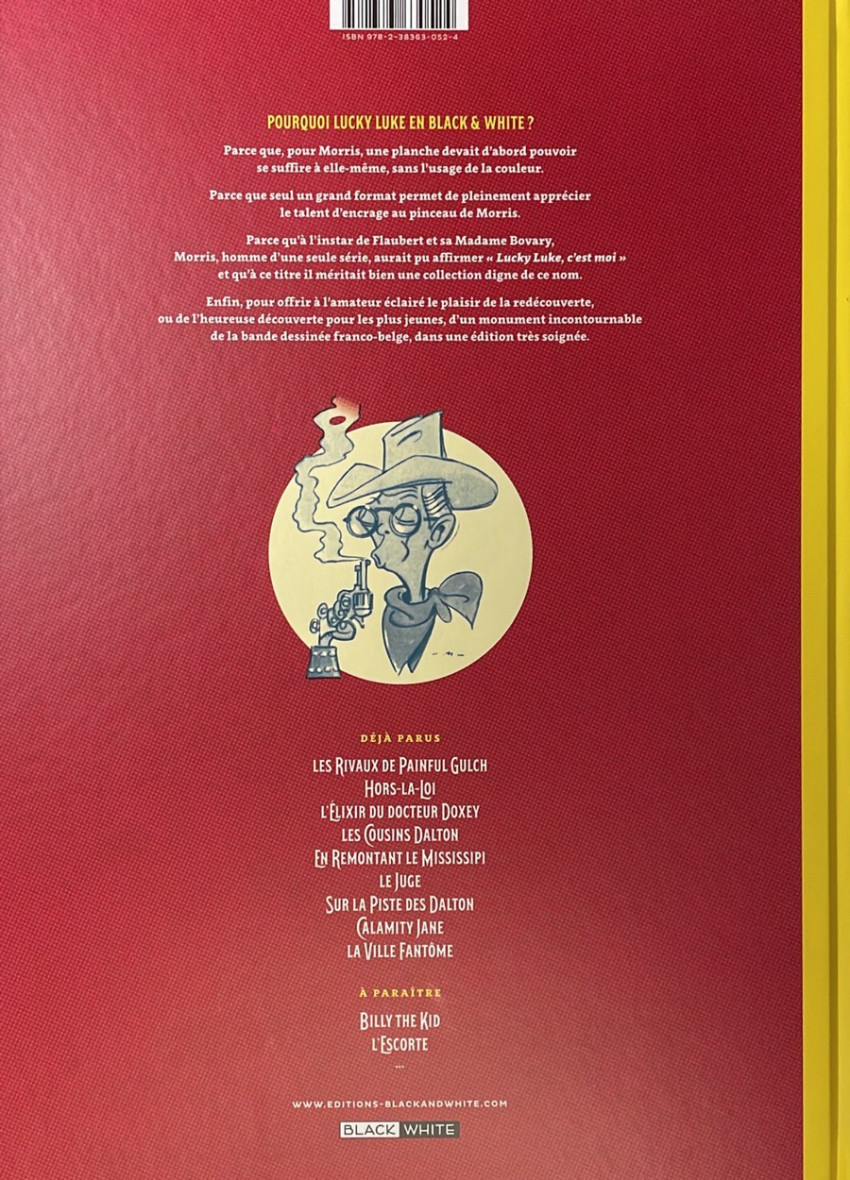 ISBN 978-2-38363-052-4
POURQUOI LUCKY LUKE EN BLACK & WHITE ?
Parce que, pour Morris, une planche devait d'abord pouvoir
se suffire à elle-même, sans l'usage de la couleur.
Parce que seul un grand format permet de pleinement apprécier
le talent d'encrage au pinceau de Morris.
Parce qu'à l'instar de Flaubert et sa Madame Bovary,
Morris, homme d'une seule série, aurait pu affirmer « Lucky Luke, c'est moi »
et qu'à ce titre il méritait bien une collection digne de ce nom.
Enfin, pour offrir à l'amateur éclairé le plaisir de la redécouverte,
ou de l'heureuse découverte pour les plus jeunes, d'un monument incontournable
de la bande dessinée franco-belge, dans une édition très soignée.
DÉJÀ PARUS
LES RIVAUX DE PAINFUL GULCH
HORS-LA-LOI
L'ÉLIXIR DU DOCTEUR DOXEY
LES COUSINS DALTON
EN REMONTANT LE MISSISSIPI
LE JUGE
SUR LA PISTE DES DALTON
CALAMITY JANE
LA VILLE FANTÔME
À PARAÎTRE
BILLY THE KID
L'ESCORTE
...
WWW.EDITIONS-BLACKANDWHITE.COM
BLACK WHITE